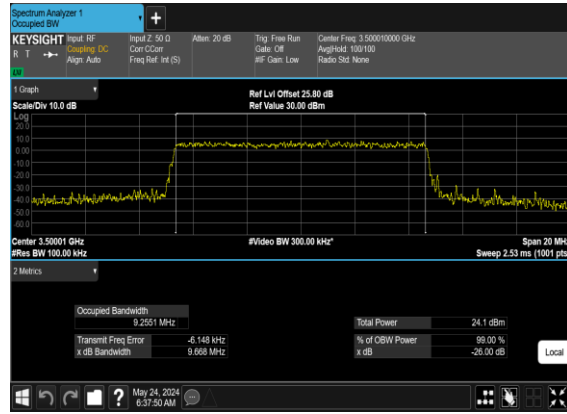 Spectrum Analyzer 1
Occupied BW
+
KEYSIGHT
R T
Input: RF
Coupling: DC
Align: Auto
Input Z: 50 Ω
Corr CCorr
Freq Ref: Int (S)
Atten: 20 dB
Trig: Free Run
Gate: Off
#IF Gain: Low
Center Freq: 3.500010000 GHz
Avg|Hold: 100/100
Radio Std: None
1 Graph
Scale/Div 10.0 dB
Ref Lvl Offset 25.80 dB
Ref Value 30.00 dBm
Log
20.0
10.0
0.00
-10.0
-20.0
-30.0
-40.0
-50.0
-60.0
Center 3.50001 GHz
#Res BW 100.00 kHz
#Video BW 300.00 kHz*
Span 20 MHz
Sweep 2.53 ms (1001 pts
2 Metrics
Occupied Bandwidth
9.2551 MHz
Transmit Freq Error -6.148 kHz
x dB Bandwidth 9.668 MHz
Total Power 24.1 dBm
% of OBW Power 99.00 %
x dB -26.00 dB
Local
?
May 24, 2024
6:37:50 AM